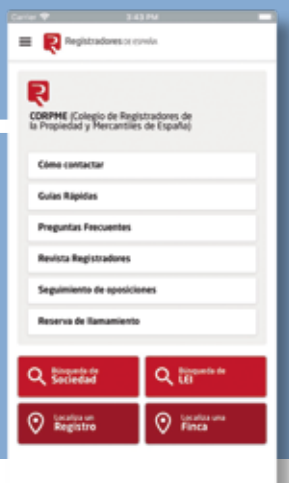 Carrier 3:43 PM
Registradores DE ESPAÑA
CORPME (Colegio de Registradores de
la Propiedad y Mercantiles de España)
Cómo contactar
Guías Rápidas
Preguntas Frecuentes
Revista Registradores
Seguimiento de oposiciones
Reserva de llamamiento
Búsqueda de
Sociedad
Búsqueda de
LEI
Localiza un
Registro
Localiza una
Finca